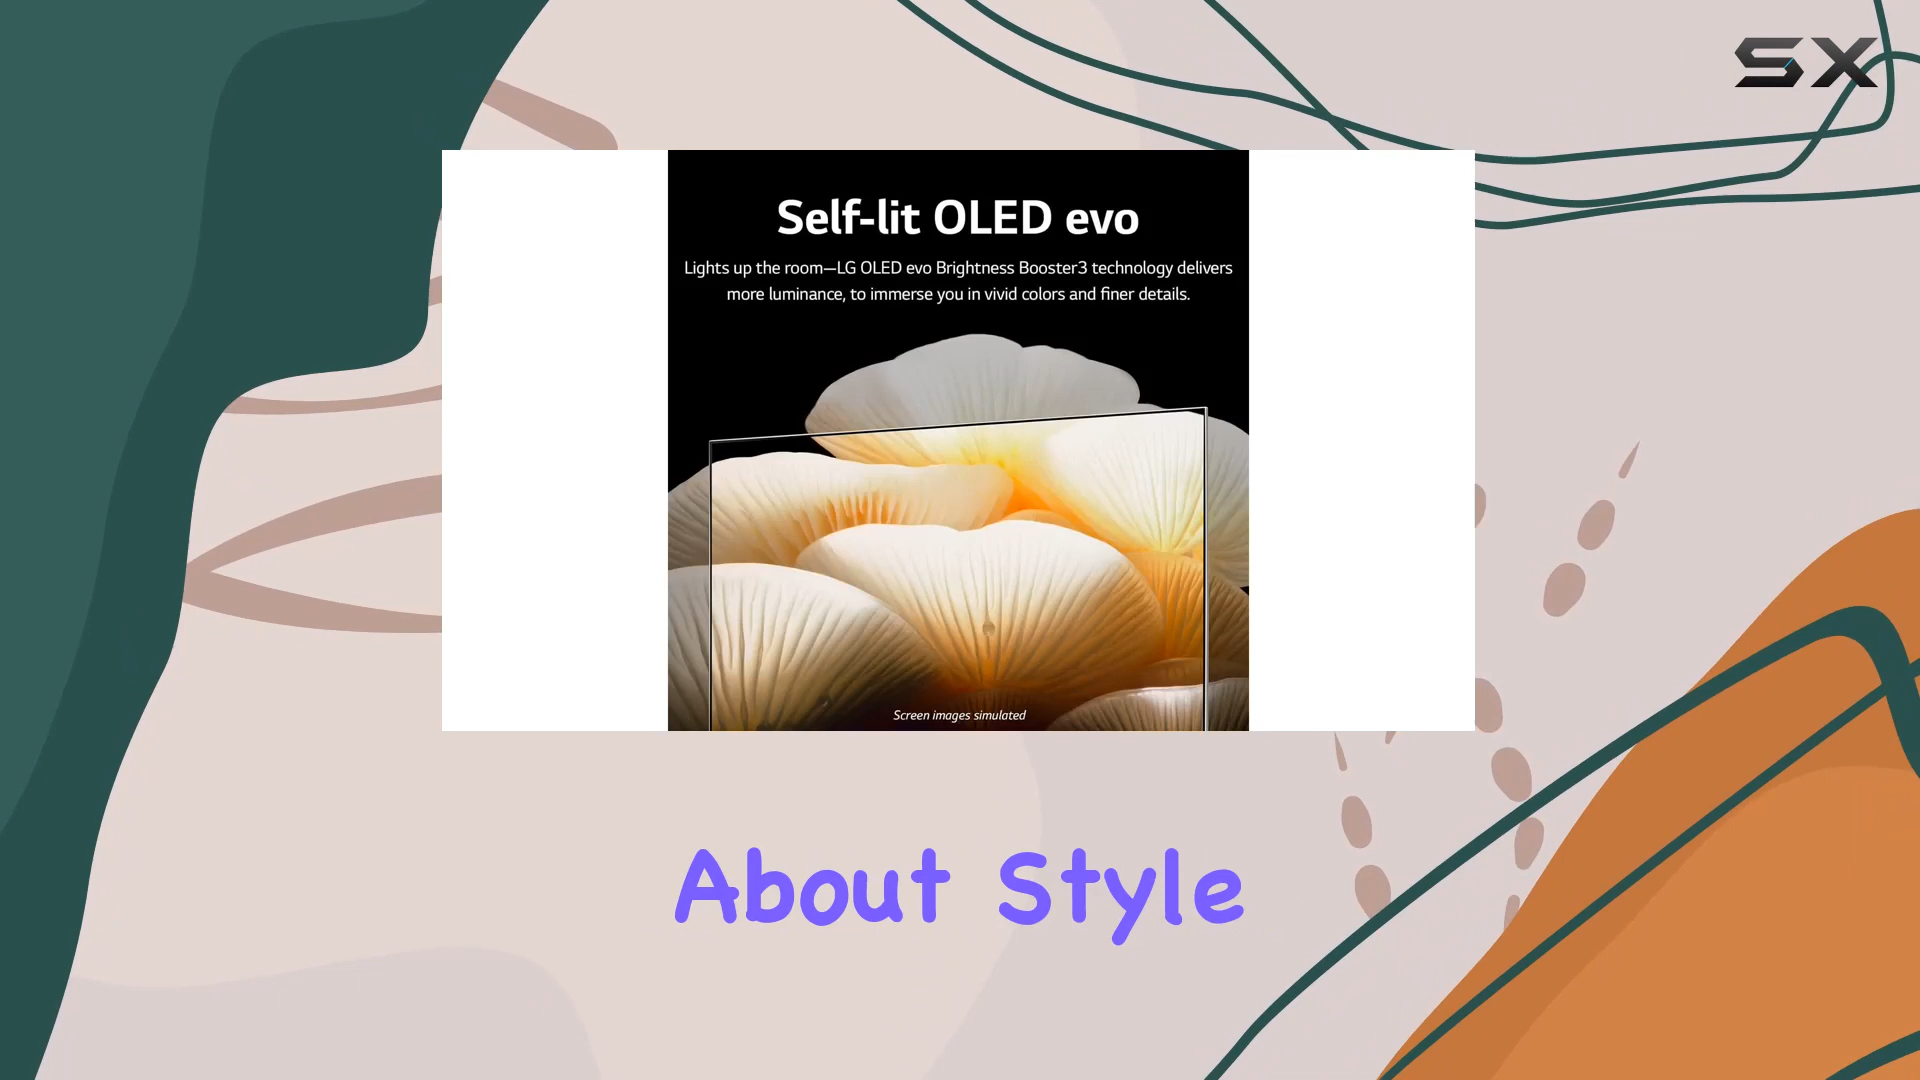 SX
Self-lit OLED evo
Lights up the room—LG OLED evo Brightness Booster3 technology delivers
more luminance, to immerse you in vivid colors and finer details.
Screen images simulated
About Style